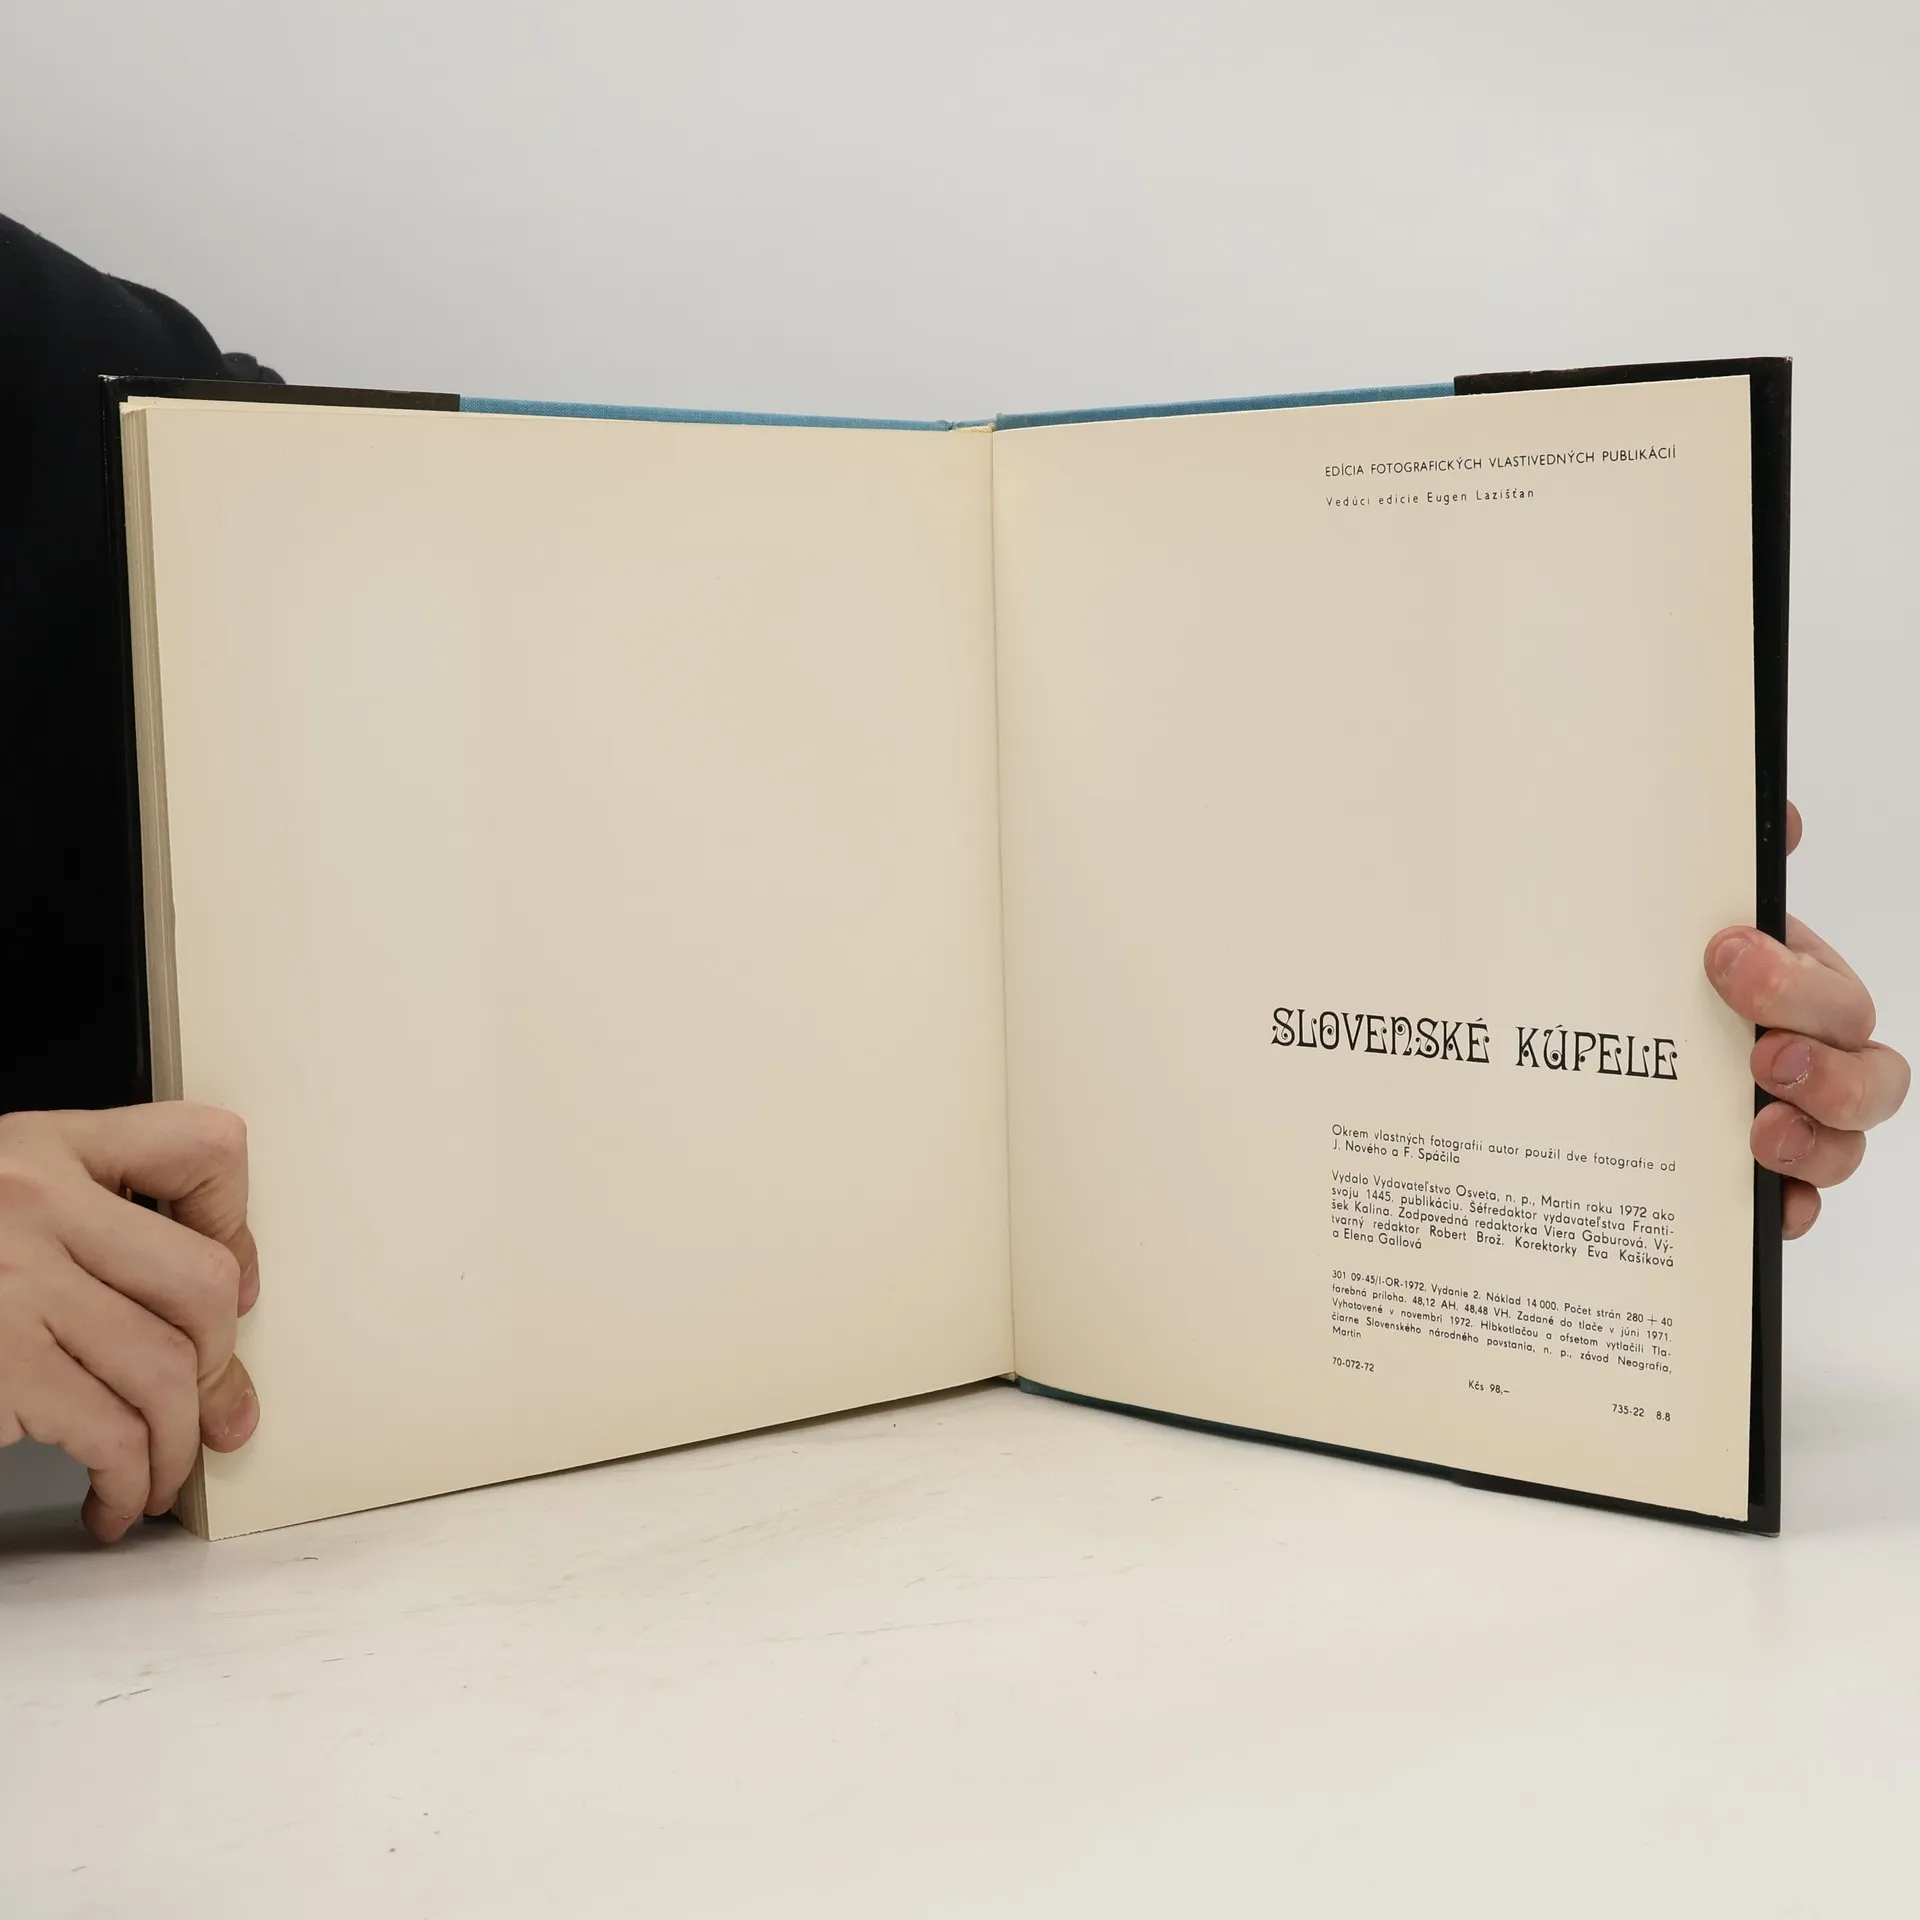 EDÍCIA FOTOGRAFICKÝCH VLASTIVEDNÝCH PUBLIKÁCIÍ
Vedúci edície Eugen Lazišťan
SLOVENSKÉ KÚPELE
Okrem vlastných fotografií autor použil dve fotografie od
J. Nového a F. Spáčila
Vydalo Vydavateľstvo Osveta, n. p., Martin roku 1972 ako
svoju 1445. publikáciu. Šéfredaktor vydavateľstva Franti-
šek Kalina. Zodpovedná redaktorka Viera Gaburová. Vý-
tvarný redaktor Robert Brož. Korektorky Eva Kašíková
a Elena Gallová
301 09-45/I-OR-1972. Vydanie 2. Náklad 14 000. Počet strán 280 + 40
farebná príloha. 48,12 AH. 48,48 VH. Zadané do tlače v júni 1971.
Vyhotovené v novembri 1972. Hĺbkotlačou a ofsetom vytlačili Tla-
čiarne Slovenského národného povstania, n. p., závod Neografia,
Martin
70-072-72
Kčs 98,–
735-22 8.8